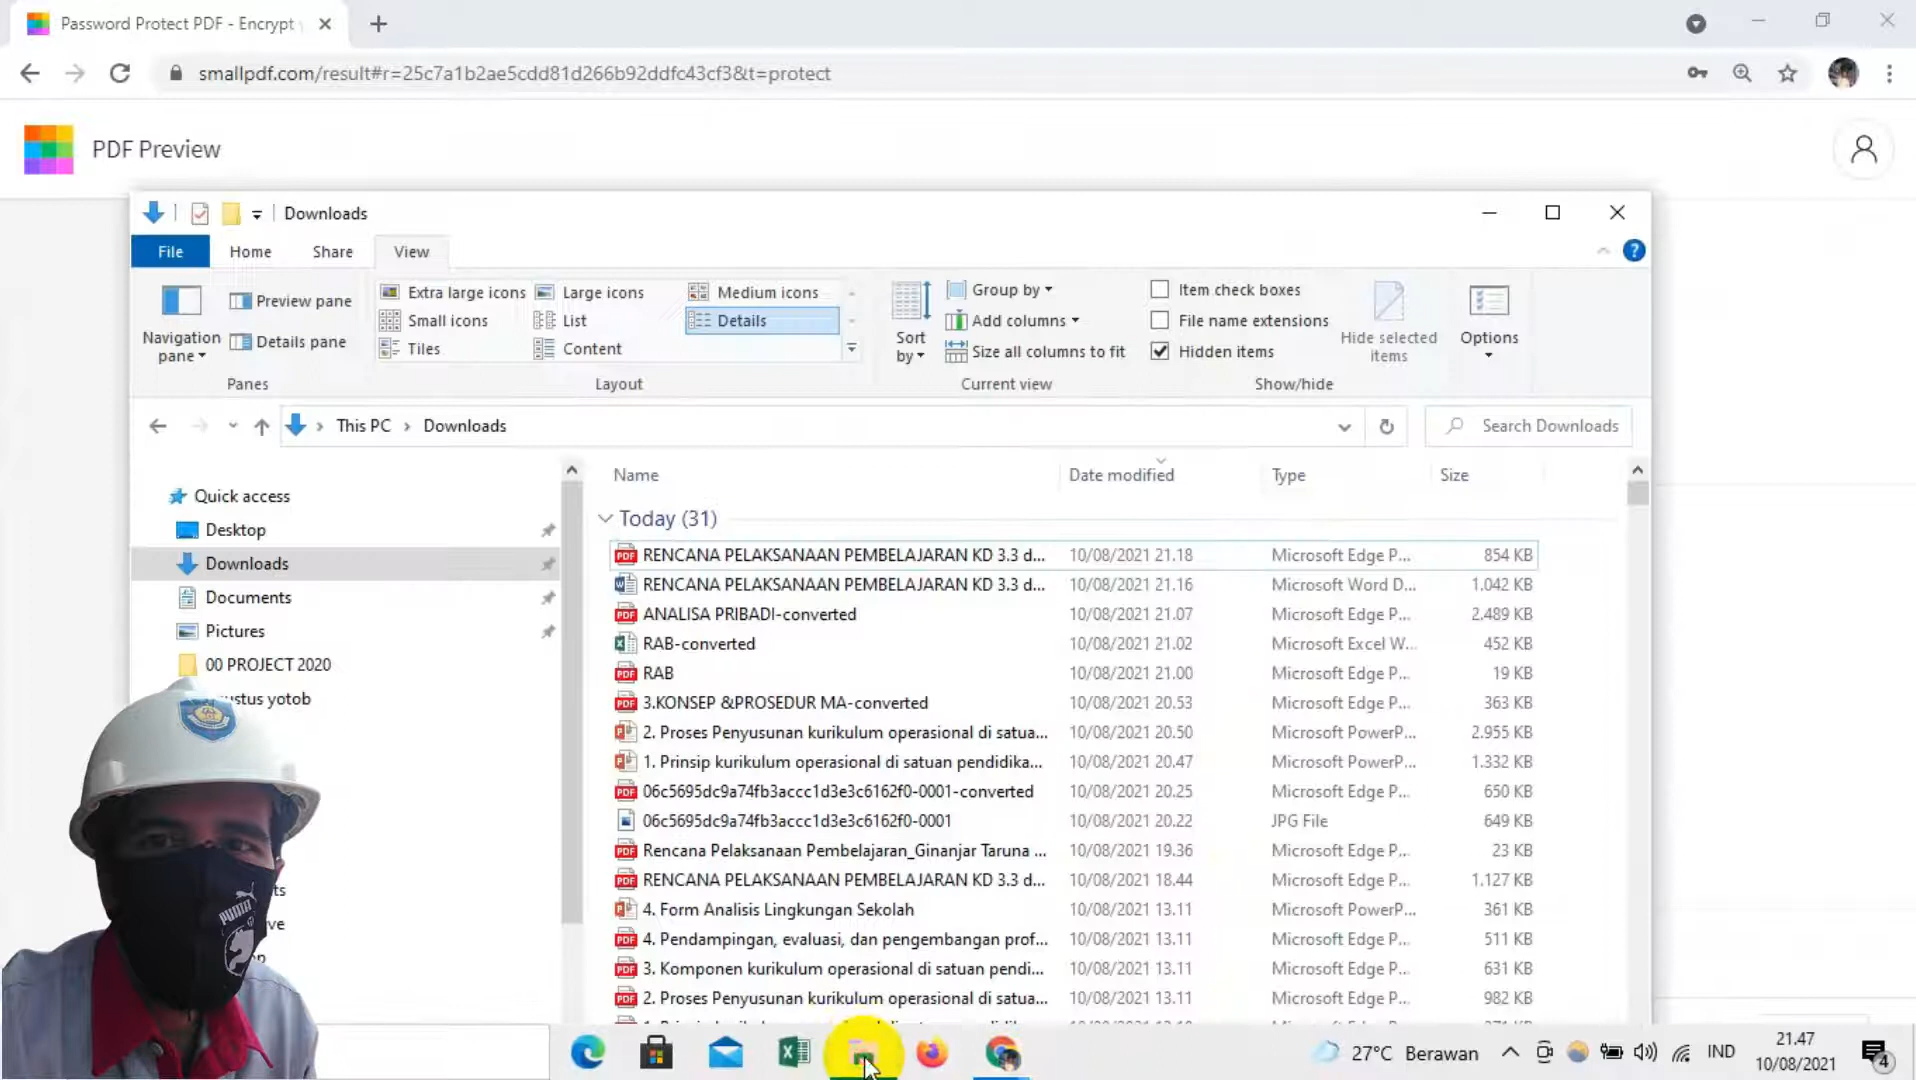 Password Protect PDF - Encrypt
smallpdf.com/result#r=25c7a1b2ae5cdd81d266b92ddfc43cf3&t=protect
PDF Preview
Downloads
File Home Share View
Navigation pane
Preview pane
Details pane
Panes
Extra large icons Large icons Medium icons
Small icons List Details
Tiles Content
Layout
Sort by
Group by
Add columns
Size all columns to fit
Current view
Item check boxes
File name extensions
Hidden items
Hide selected items
Show/hide
Options
This PC > Downloads
Search Downloads
Quick access
Desktop
Downloads
Documents
Pictures
00 PROJECT 2020
ustus yotob
Name Date modified Type Size
Today (31)
RENCANA PELAKSANAAN PEMBELAJARAN KD 3.3 d... 10/08/2021 21.18 Microsoft Edge P... 854 KB
RENCANA PELAKSANAAN PEMBELAJARAN KD 3.3 d... 10/08/2021 21.16 Microsoft Word D... 1.042 KB
ANALISA PRIBADI-converted 10/08/2021 21.07 Microsoft Edge P... 2.489 KB
RAB-converted 10/08/2021 21.02 Microsoft Excel W... 452 KB
RAB 10/08/2021 21.00 Microsoft Edge P... 19 KB
3.KONSEP &PROSEDUR MA-converted 10/08/2021 20.53 Microsoft Edge P... 363 KB
2. Proses Penyusunan kurikulum operasional di satua... 10/08/2021 20.50 Microsoft PowerP... 2.955 KB
1. Prinsip kurikulum operasional di satuan pendidika... 10/08/2021 20.47 Microsoft PowerP... 1.332 KB
06c5695dc9a74fb3accc1d3e3c6162f0-0001-converted 10/08/2021 20.25 Microsoft Edge P... 650 KB
06c5695dc9a74fb3accc1d3e3c6162f0-0001 10/08/2021 20.22 JPG File 649 KB
Rencana Pelaksanaan Pembelajaran_Ginanjar Taruna ... 10/08/2021 19.36 Microsoft Edge P... 23 KB
RENCANA PELAKSANAAN PEMBELAJARAN KD 3.3 d... 10/08/2021 18.44 Microsoft Edge P... 1.127 KB
4. Form Analisis Lingkungan Sekolah 10/08/2021 13.11 Microsoft PowerP... 361 KB
4. Pendampingan, evaluasi, dan pengembangan prof... 10/08/2021 13.11 Microsoft Edge P... 511 KB
3. Komponen kurikulum operasional di satuan pendi... 10/08/2021 13.11 Microsoft Edge P... 631 KB
2. Proses Penyusunan kurikulum operasional di satua... 10/08/2021 13.11 Microsoft Edge P... 982 KB
PUMA
27°C Berawan
IND
21.47
10/08/2021
4